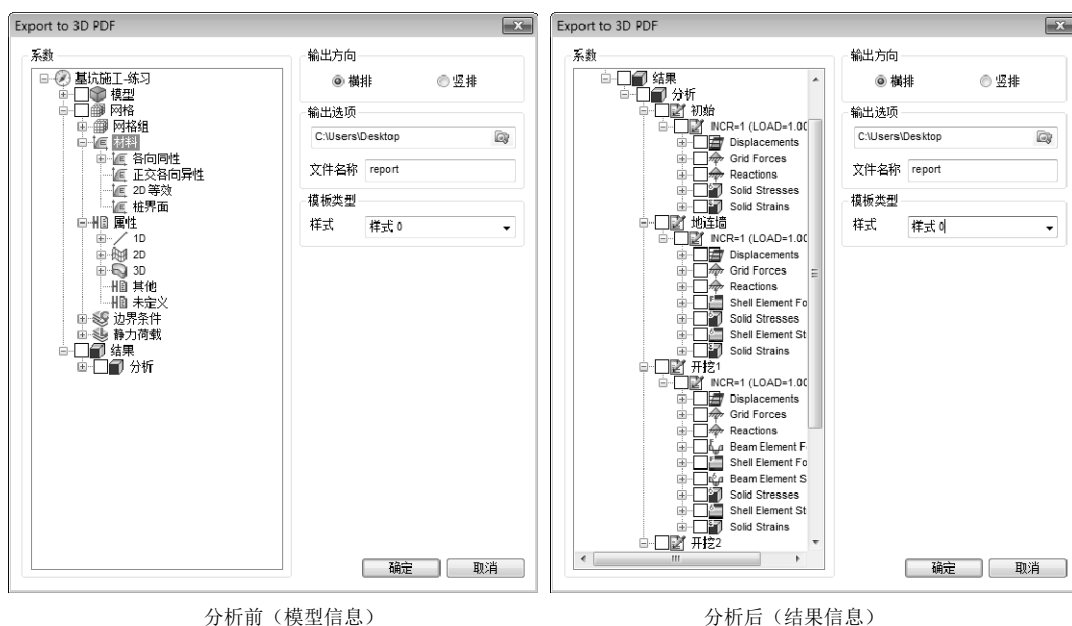 Export to 3D PDF
系数
基坑施工-练习
模型
网格
网格组
材料
各向同性
正交各向异性
2D 等效
桩界面
属性
1D
2D
3D
其他
未定义
边界条件
静力荷载
结果
分析
输出方向
横排
竖排
输出选项
C:\Users\Desktop
文件名称 report
模板类型
样式 样式 0
确定 取消
分析前（模型信息）
Export to 3D PDF
系数
结果
分析
初始
INCR=1 (LOAD=1.00
Displacements
Grid Forces
Reactions
Solid Stresses
Solid Strains
地连墙
INCR=1 (LOAD=1.00
Displacements
Grid Forces
Reactions
Shell Element Fo
Solid Stresses
Shell Element St
Solid Strains
开挖1
INCR=1 (LOAD=1.00
Displacements
Grid Forces
Reactions
Beam Element F
Shell Element Fo
Beam Element S
Solid Stresses
Shell Element St
Solid Strains
开挖2
输出方向
横排
竖排
输出选项
C:\Users\Desktop
文件名称 report
模板类型
样式 样式 0
确定 取消
分析后（结果信息）